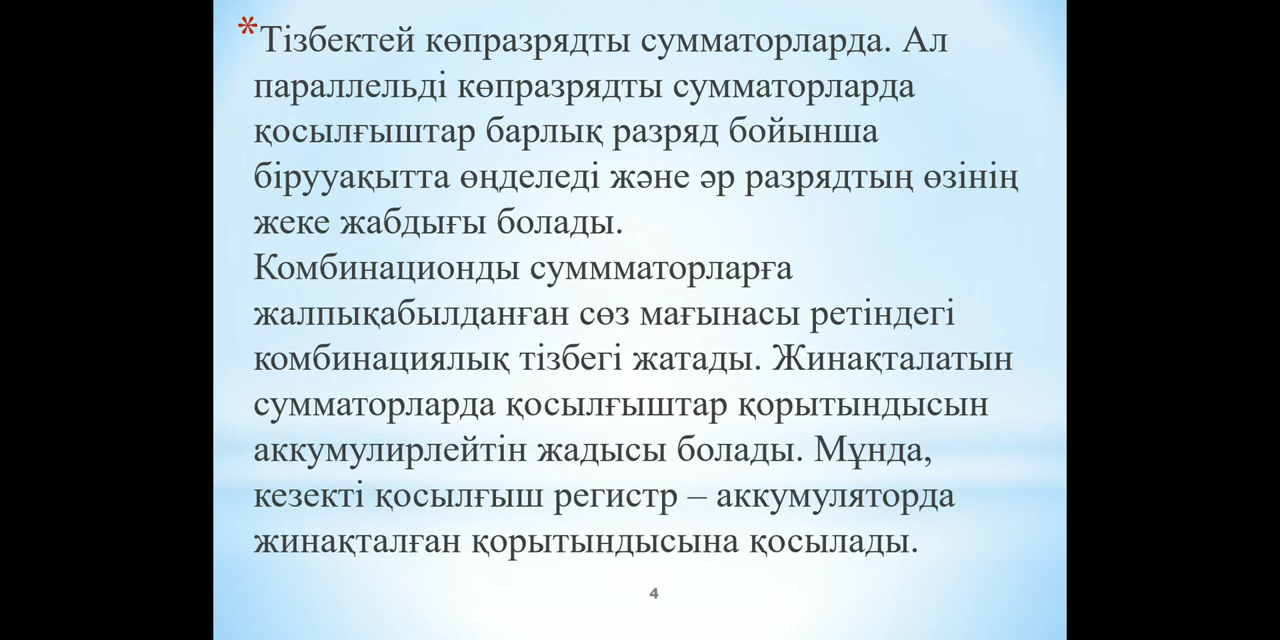 *Тізбектей көпразрядты сумматорларда. Ал
параллельді көпразрядты сумматорларда
қосылғыштар барлық разряд бойынша
бірууақытта өңделеді және әр разрядтың өзінің
жеке жабдығы болады.
Комбинационды суммматорларға
жалпықабылданған сөз мағынасы ретіндегі
комбинациялық тізбегі жатады. Жинақталатын
сумматорларда қосылғыштар қорытындысын
аккумулирлейтін жадысы болады. Мұнда,
кезекті қосылғыш регистр – аккумуляторда
жинақталған қорытындысына қосылады.
4